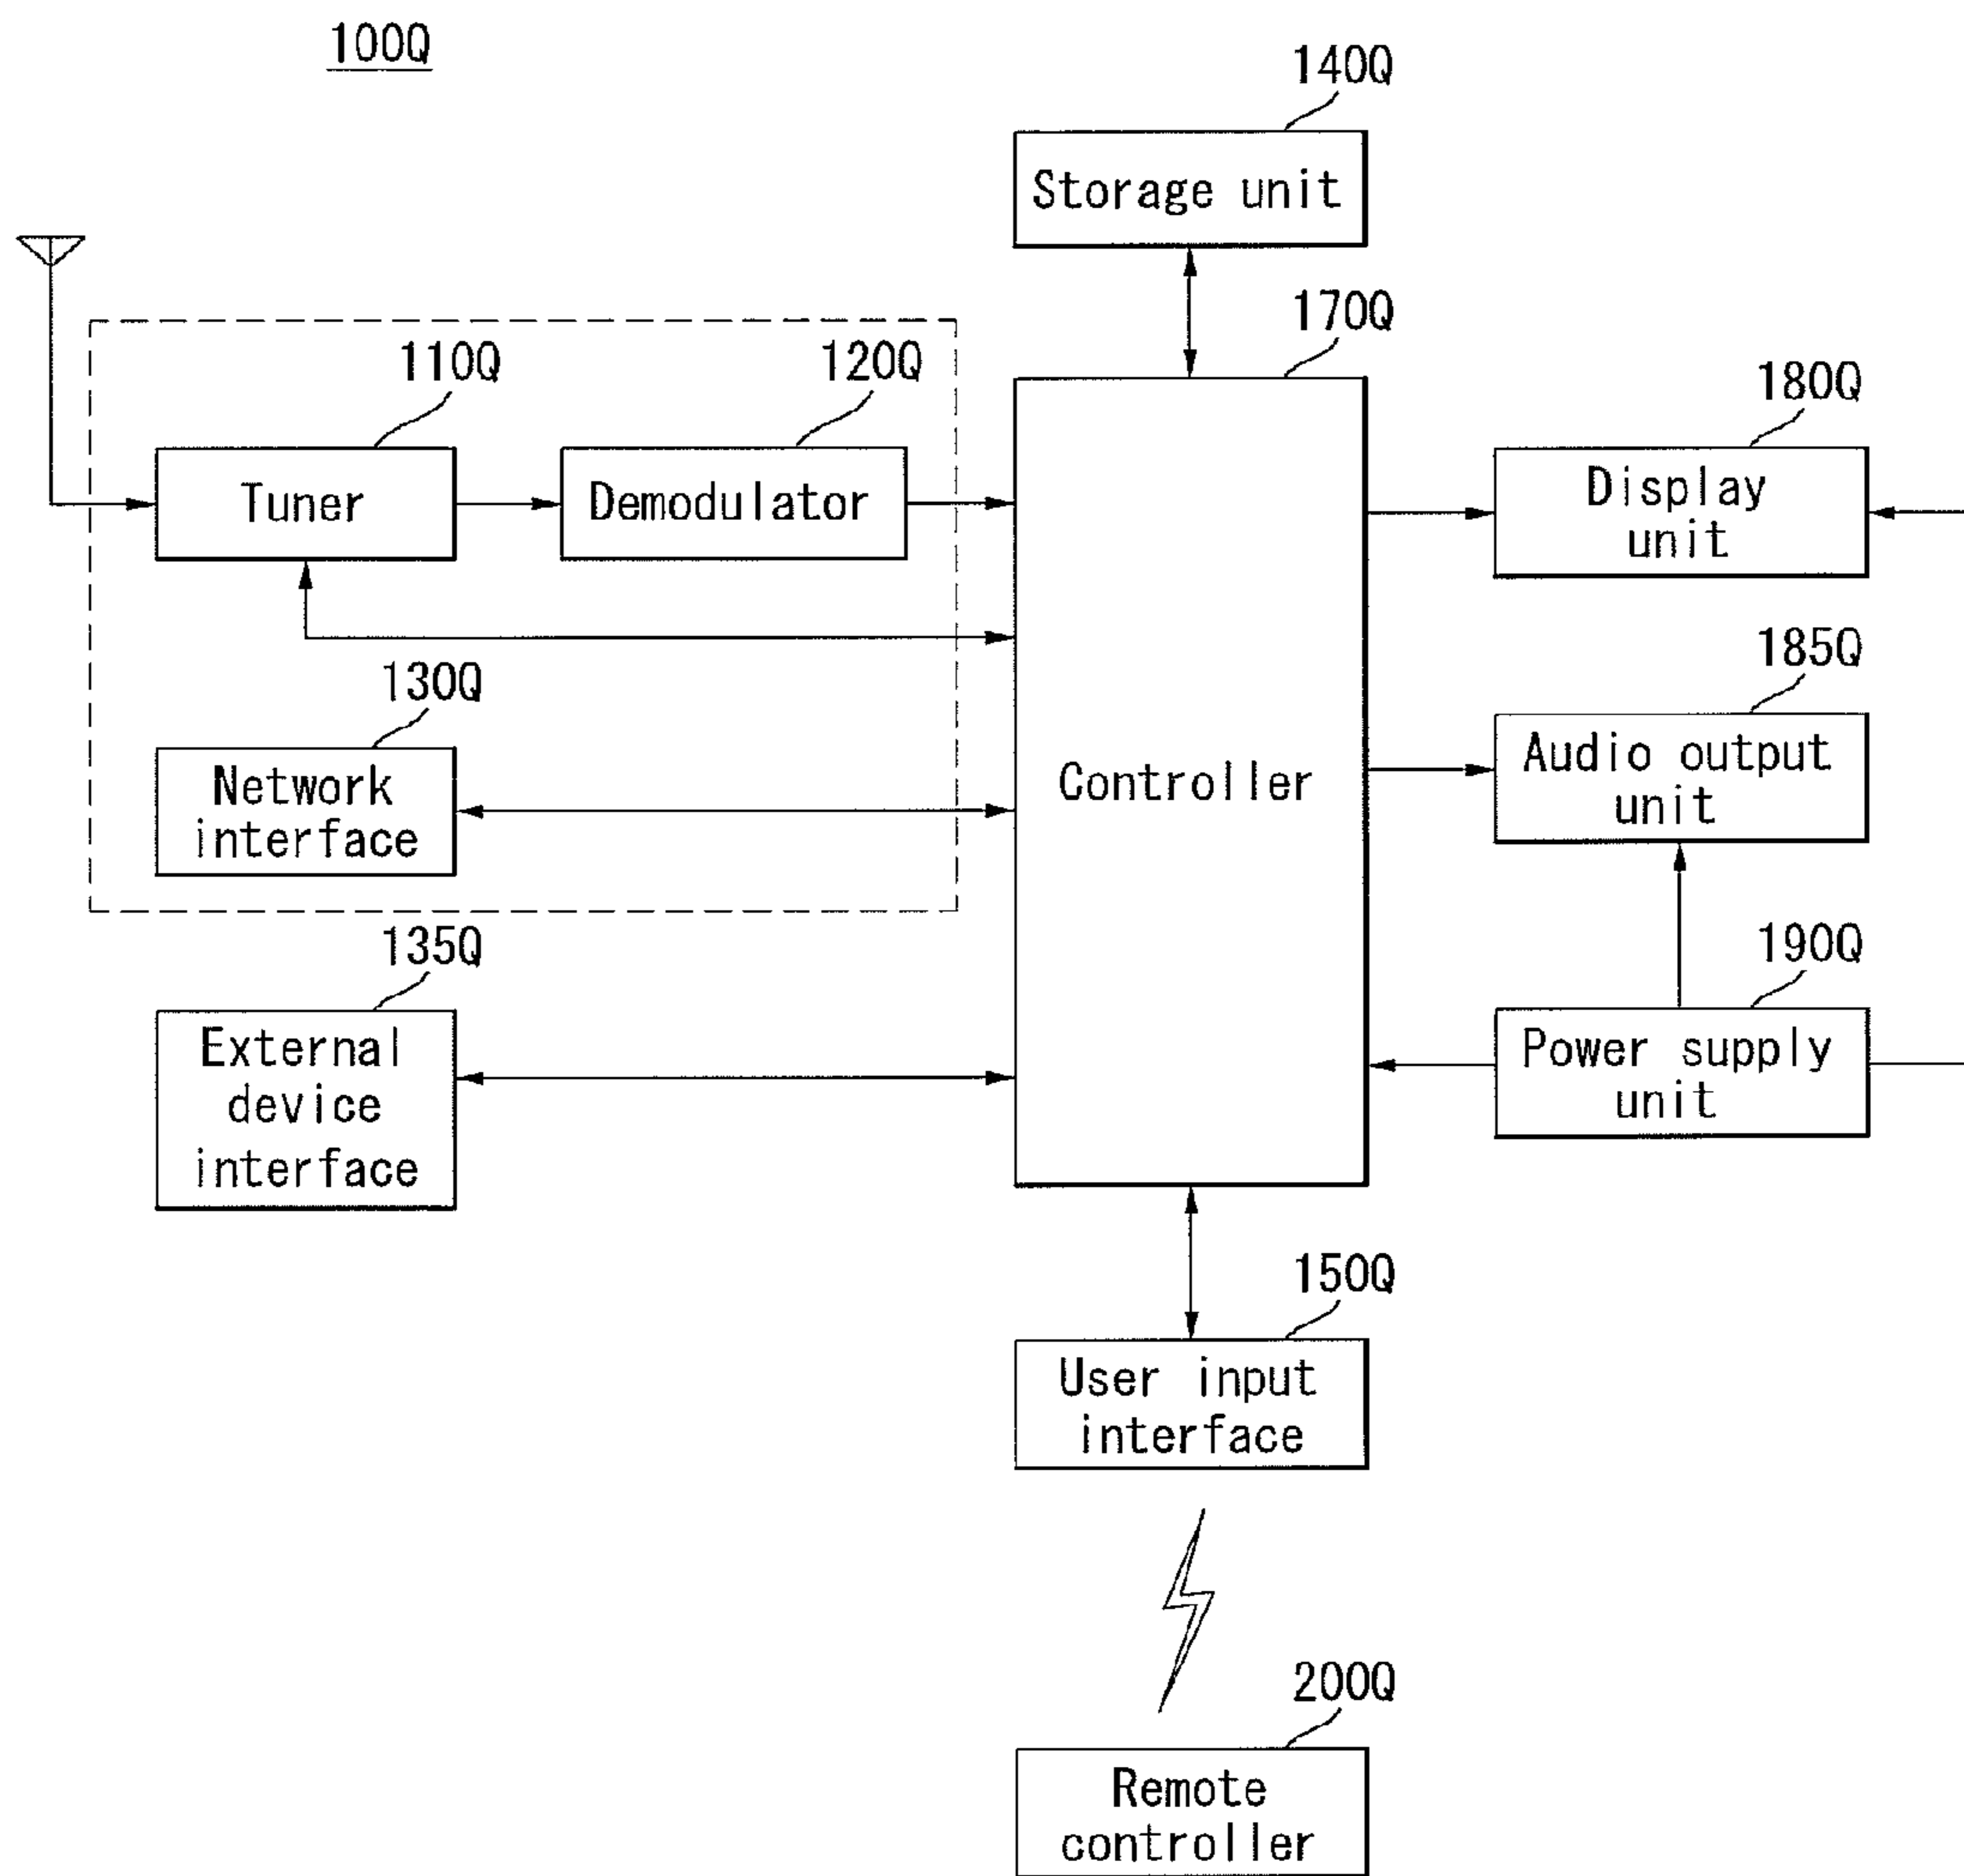 100Q
140Q
Storage unit
170Q
110Q
120Q
180Q
Tuner
Demodulator
Display
unit
130Q
185Q
Network
interface
Controller
Audio output
unit
135Q
190Q
External
device
interface
Power supply
unit
150Q
User input
interface
200Q
Remote
controller